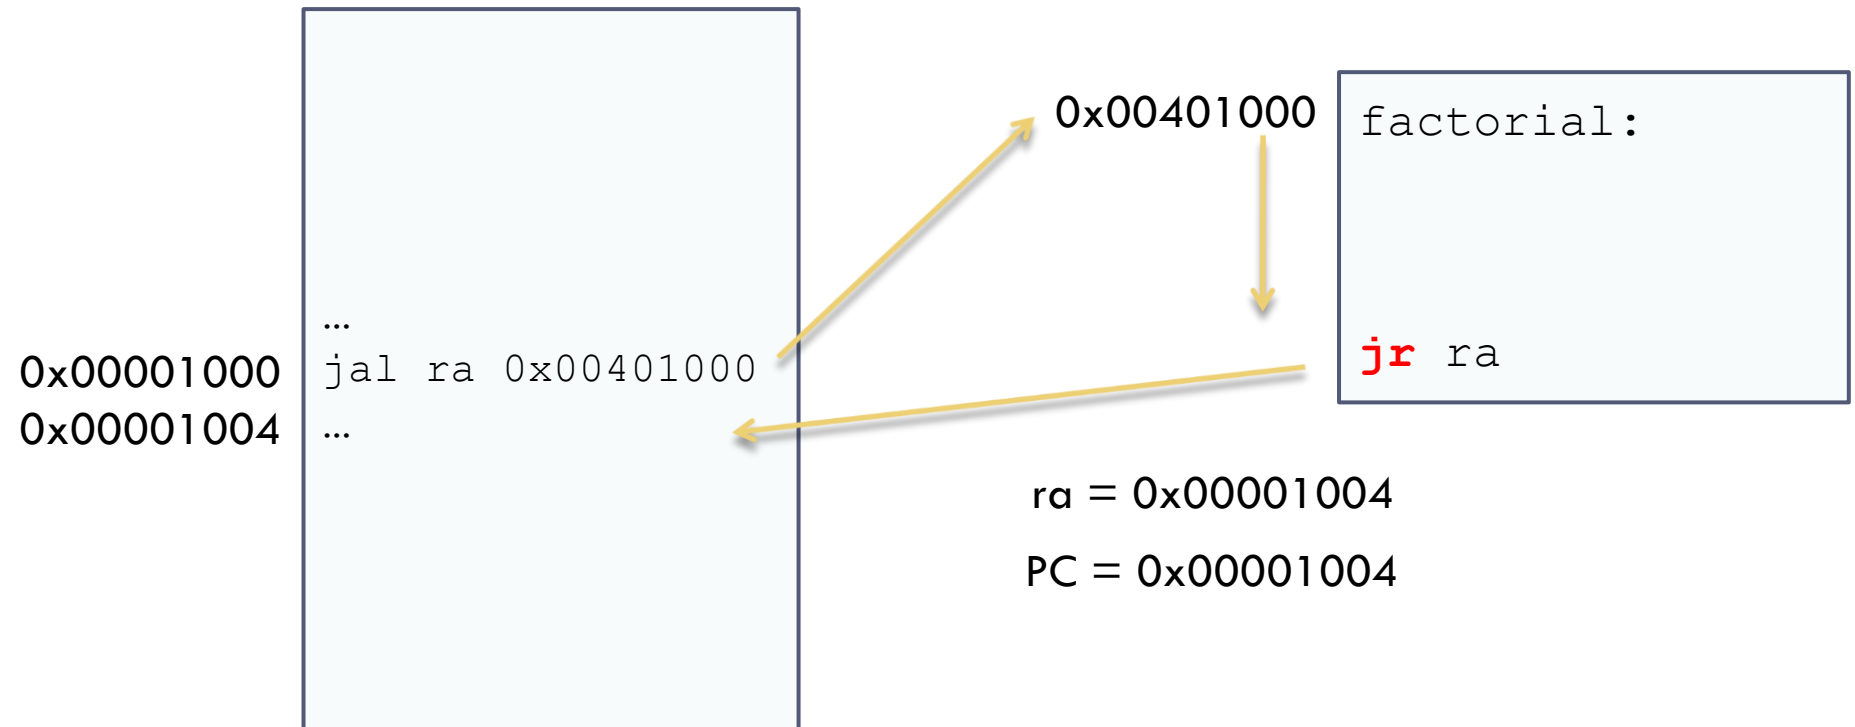 0x00401000
factorial:
…
0x00001000
jal ra 0x00401000
jr ra
0x00001004
…
ra = 0x00001004
PC = 0x00001004